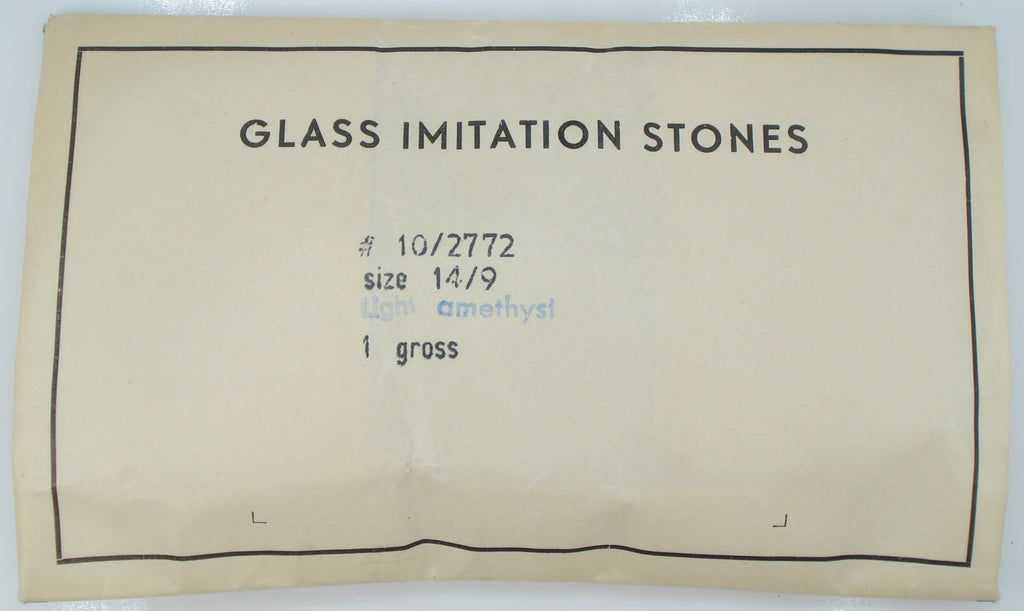 GLASS IMITATION STONES
# 10/2772
size 14/9
Light amethyst
1 gross